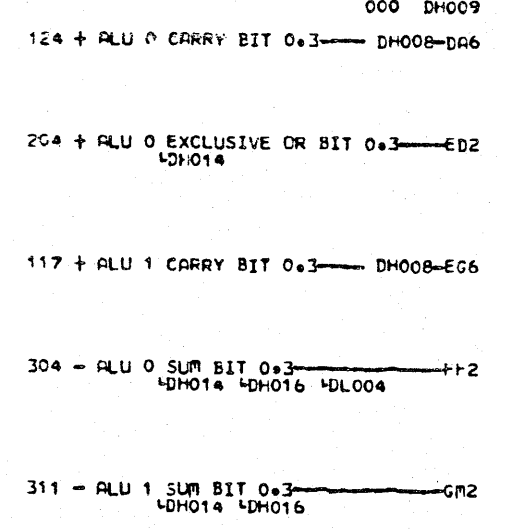 000 DH009
124 + ALU 0 CARRY BIT 0.3 DH008 DA6
204 + ALU 0 EXCLUSIVE OR BIT 0.3 ED2
DH014
117 + ALU 1 CARRY BIT 0.3 DH008 EG6
304 - ALU 0 SUM BIT 0.3
DH014 DH016 DL004
311 - ALU 1 SUM BIT 0.3 GM2
DH014 DH016